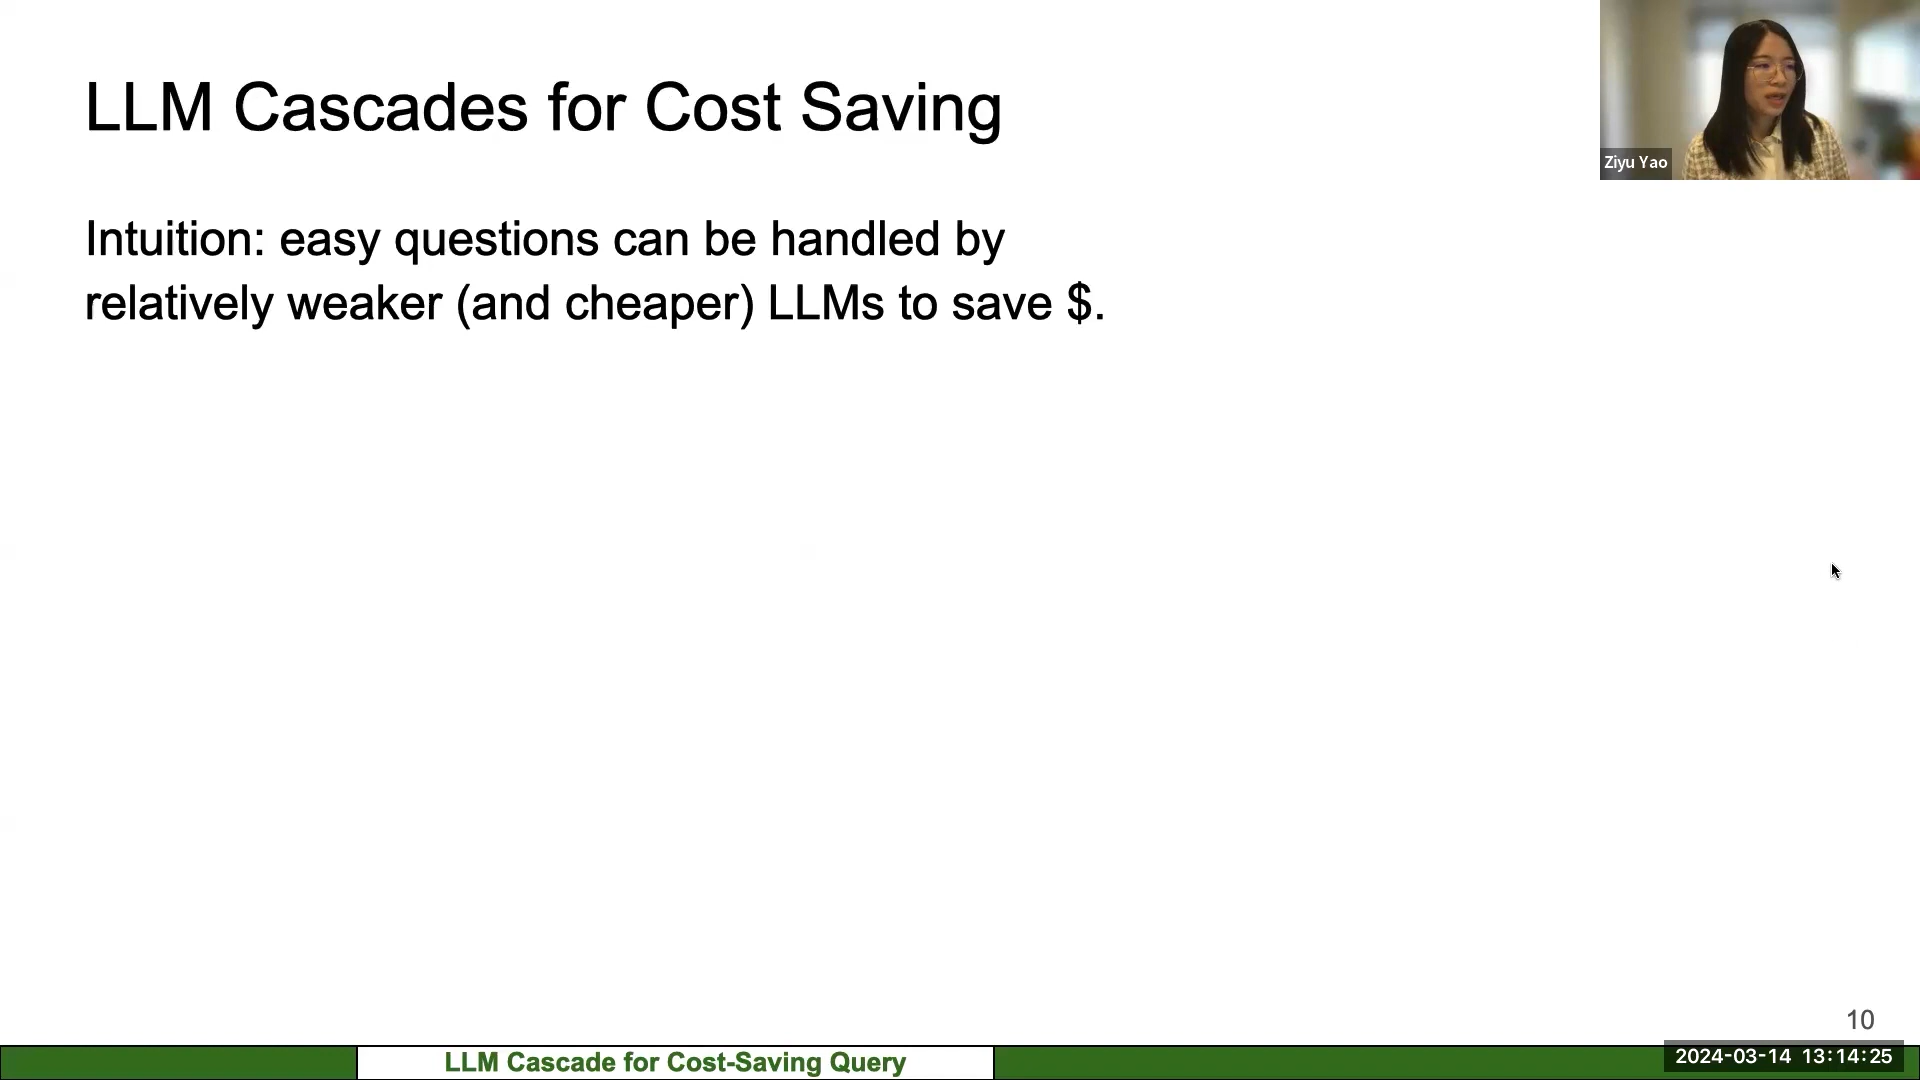 LLM Cascades for Cost Saving
Ziyu Yao
Intuition: easy questions can be handled by
relatively weaker (and cheaper) LLMs to save $.
10
LLM Cascade for Cost-Saving Query
2024-03-14 13:14:25